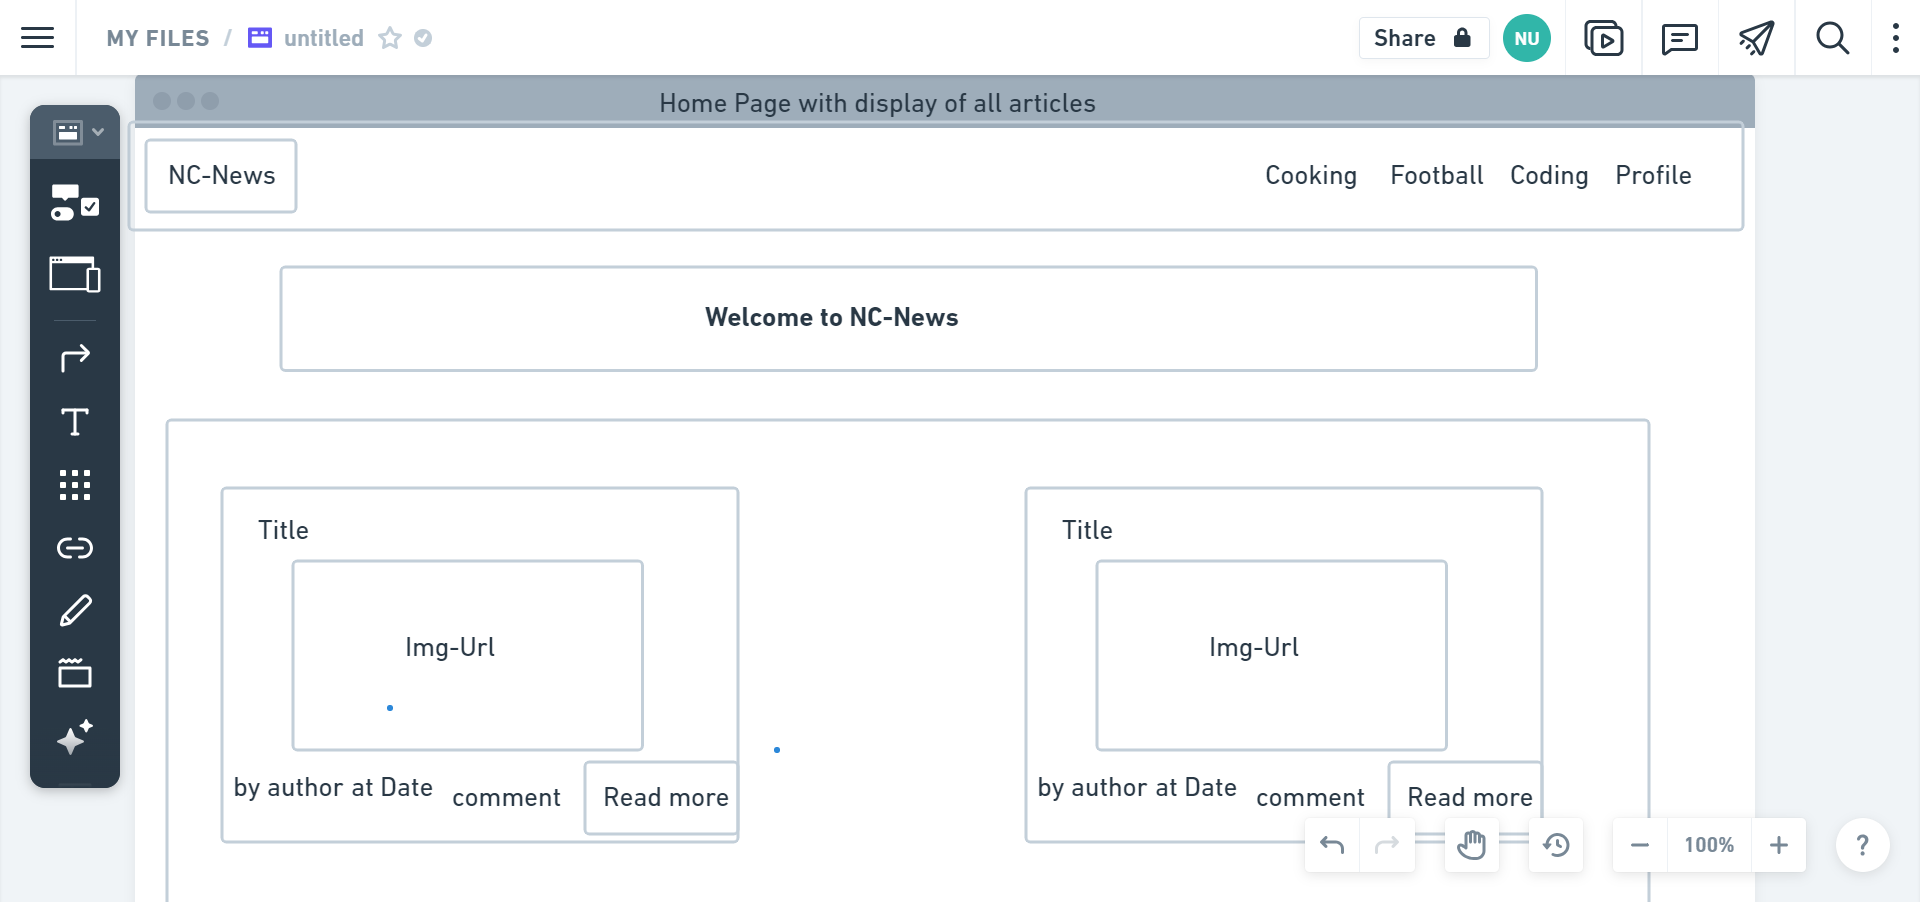 MY FILES / untitled
Share
NU
Home Page with display of all articles
NC-News
Cooking Football Coding Profile
Welcome to NC-News
Title
Img-Url
by author at Date comment Read more
Title
Img-Url
by author at Date comment Read more
100%
?